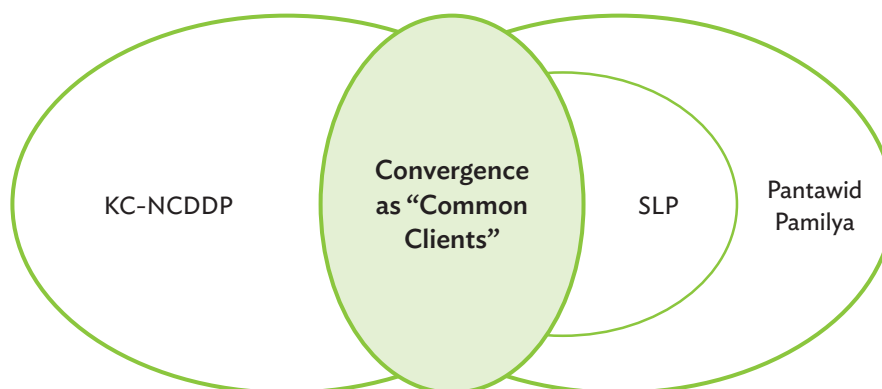 KC-NCDDP
Convergence
as “Common
Clients”
SLP
Pantawid
Pamilya